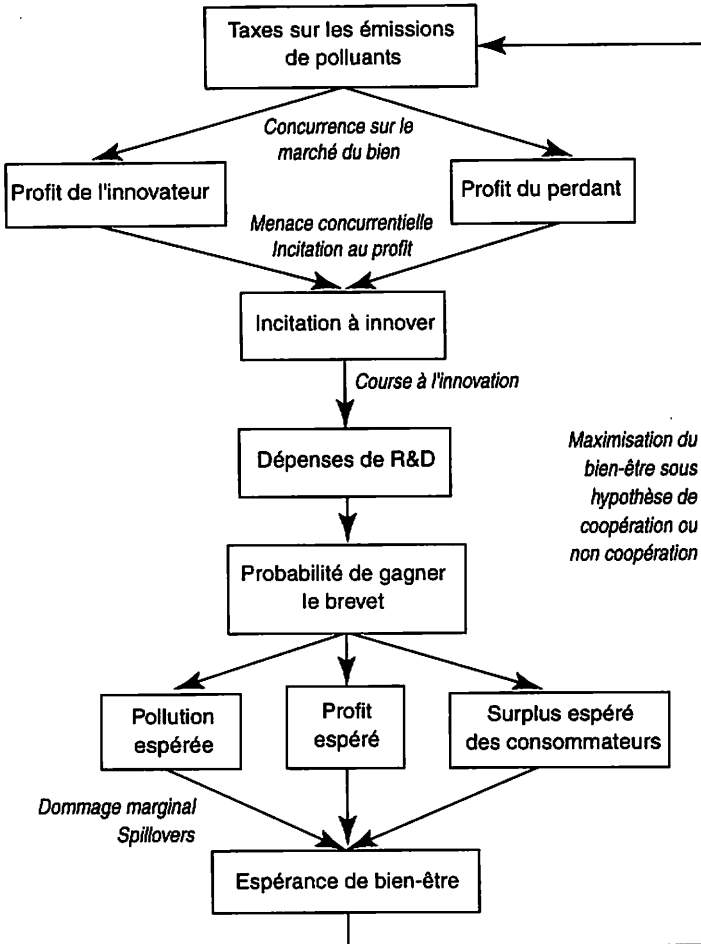 Taxes sur les émissions
de polluants
Concurrence sur le
marché du bien
Profit de l'innovateur
Profit du perdant
Menace concurrentielle
Incitation au profit
Incitation à innover
Course à l'innovation
Dépenses de R&D
Maximisation du
bien-être sous
hypothèse de
coopération ou
non coopération
Probabilité de gagner
le brevet
Pollution
espérée
Profit
espéré
Surplus espéré
des consommateurs
Dommage marginal
Spillovers
Espérance de bien-être